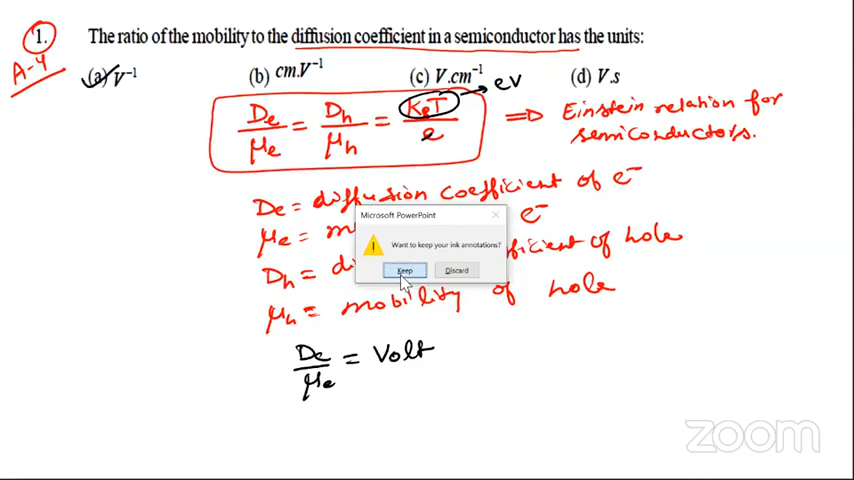 1. The ratio of the mobility to the diffusion coefficient in a semiconductor has the units:
A-4
(a) V⁻¹ (b) cm.V⁻¹ (c) V.cm⁻¹ (d) V.s
De/μe = Dh/μh = KBT/e → eV ⇒ Einstein relation for
semiconductors.
De = diffusion coefficient of e⁻
Microsoft PowerPoint
μe = e⁻
Want to keep your ink annotations?
Dh = of hole
Keep Discard
μh = mobility of hole
De/μe = Volt
zoom